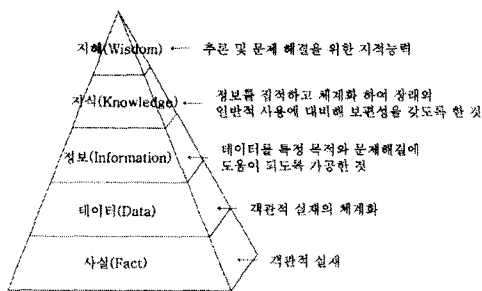 지혜(Wisdom) ← 추론 및 문제 해결을 위한 지적능력
지식(Knowledge) ← 정보를 집적하고 체계화 하여 장래의
일반적 사용에 대비해 보편성을 갖도록 한 것
정보(Information) ← 데이터를 특정 목적와 문제해결에
도움이 되도록 가공한 것
데이터(Data) ← 객관적 실재의 체계화
사실(Fact) ← 객관적 실재